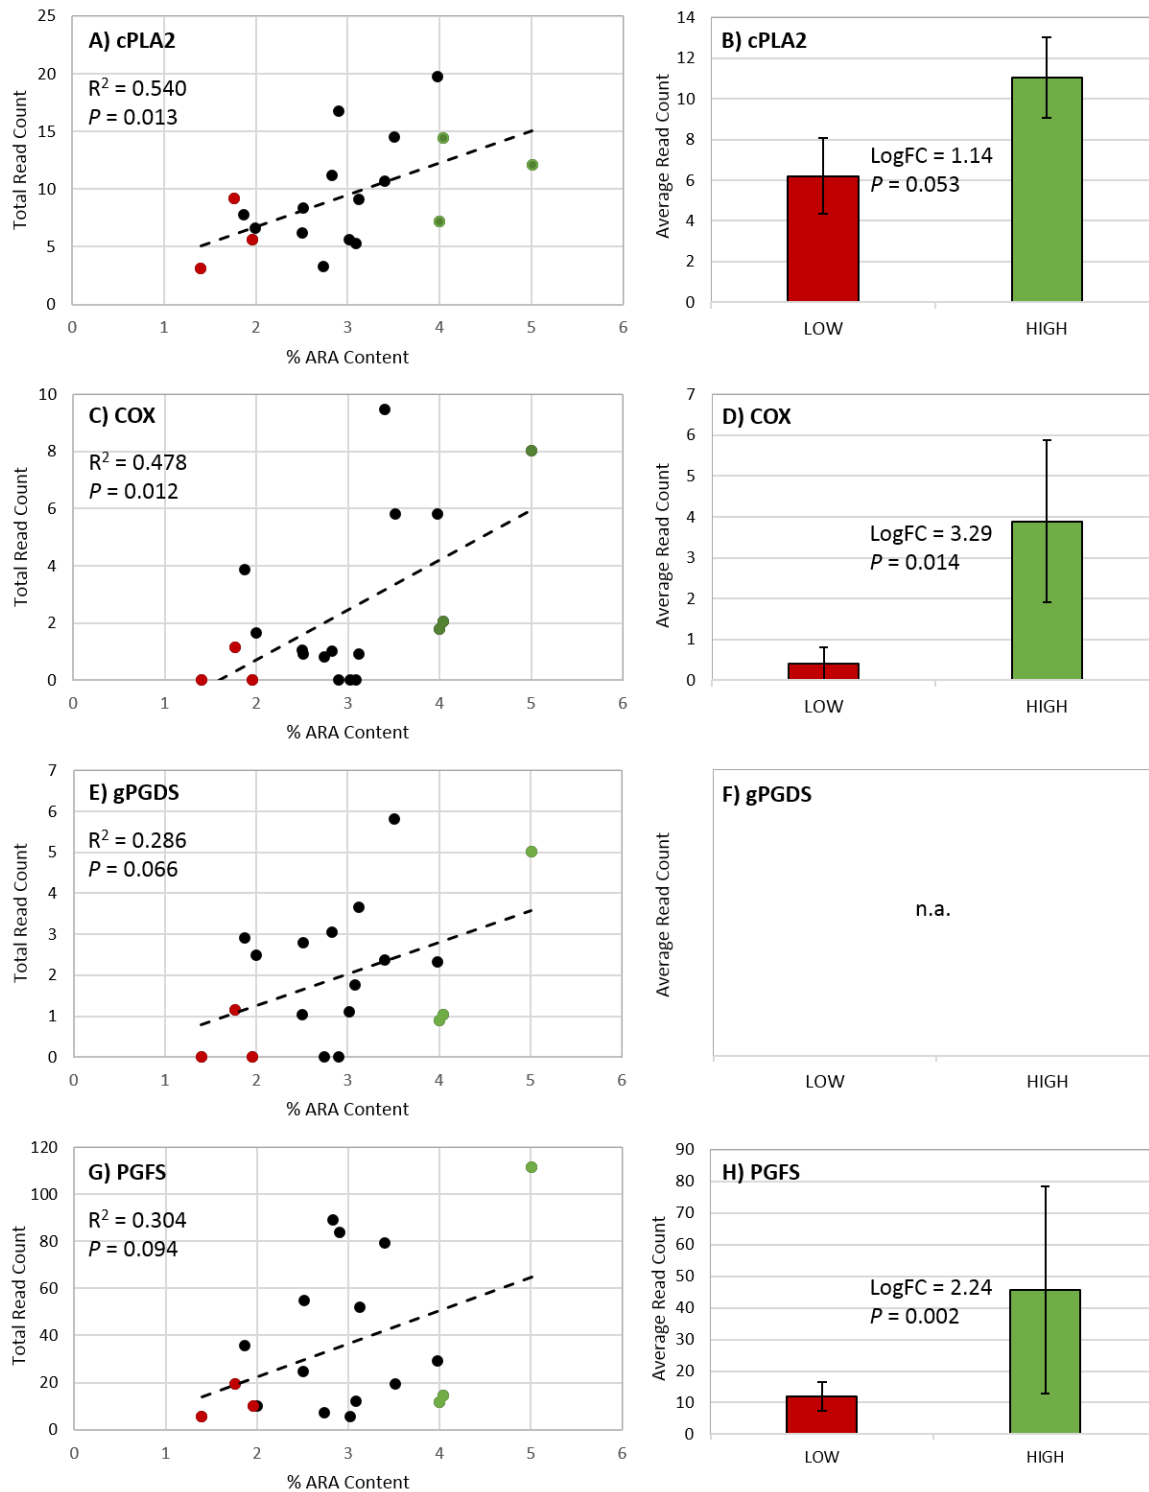 A) cPLA2
R² = 0.540
P = 0.013
Total Read Count
25
20
15
10
5
0
0 1 2 3 4 5 6
% ARA Content
B) cPLA2
LogFC = 1.14
P = 0.053
Average Read Count
14
12
10
8
6
4
2
0
LOW HIGH
C) COX
R² = 0.478
P = 0.012
Total Read Count
10
8
6
4
2
0
0 1 2 3 4 5 6
% ARA Content
D) COX
LogFC = 3.29
P = 0.014
Average Read Count
7
6
5
4
3
2
1
0
LOW HIGH
E) gPGDS
R² = 0.286
P = 0.066
Total Read Count
7
6
5
4
3
2
1
0
0 1 2 3 4 5 6
% ARA Content
F) gPGDS
n.a.
Average Read Count
LOW HIGH
G) PGFS
R² = 0.304
P = 0.094
Total Read Count
120
100
80
60
40
20
0
0 1 2 3 4 5 6
% ARA Content
H) PGFS
LogFC = 2.24
P = 0.002
Average Read Count
90
80
70
60
50
40
30
20
10
0
LOW HIGH